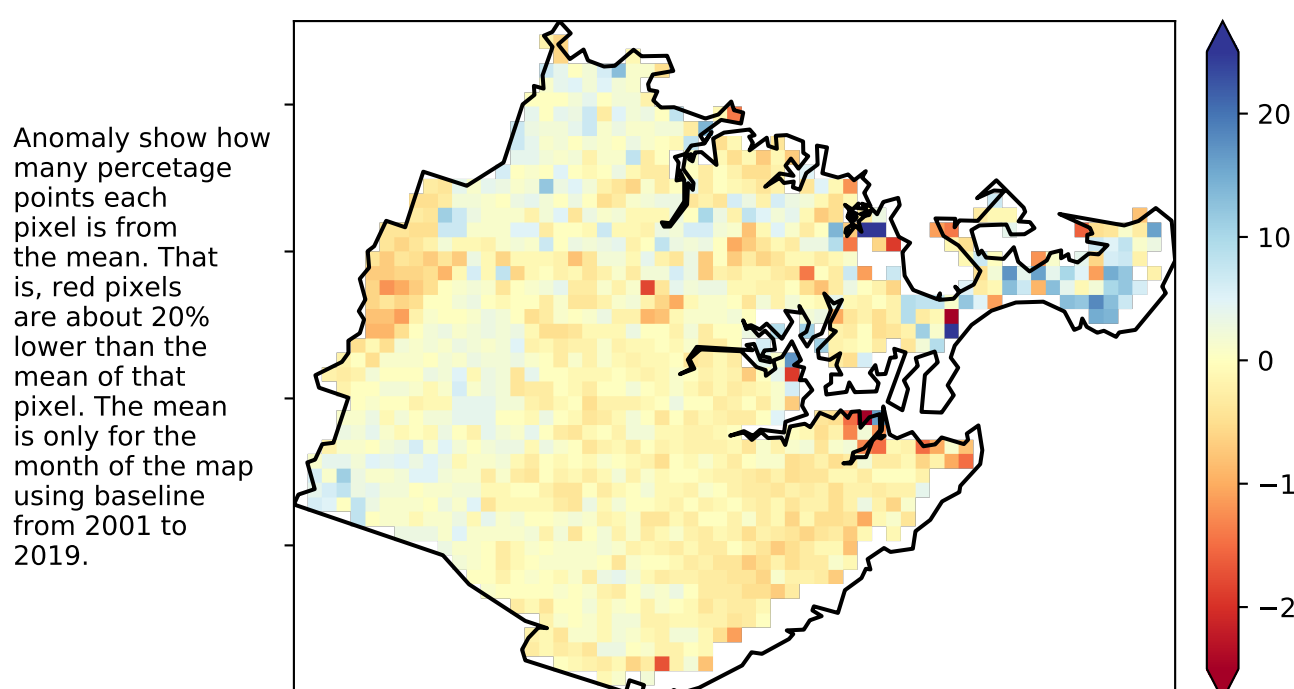 Anomaly show how
many percetage
points each
pixel is from
the mean. That
is, red pixels
are about 20%
lower than the
mean of that
pixel. The mean
is only for the
month of the map
using baseline
from 2001 to
2019.
20
10
0
−1
−2